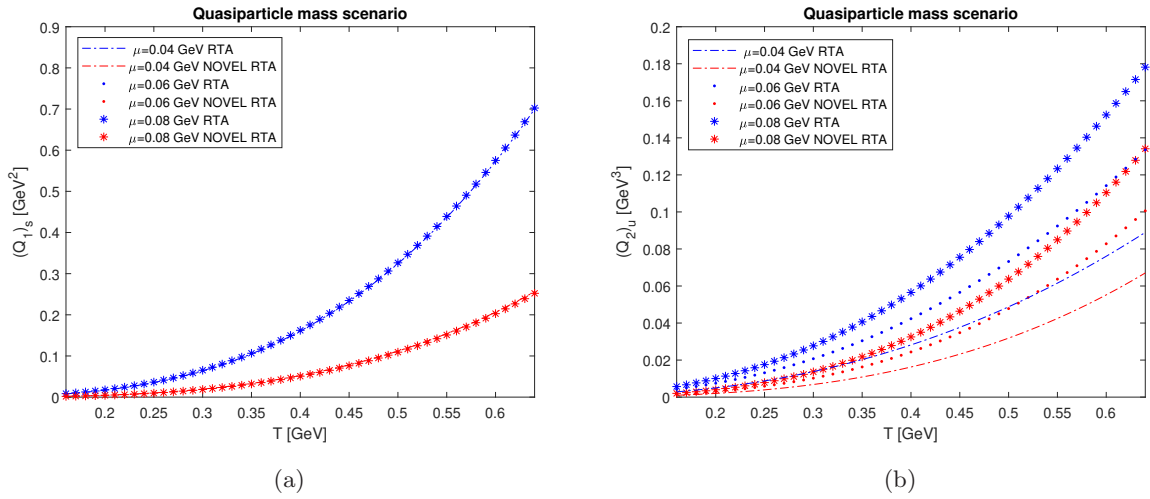 Quasiparticle mass scenario
μ=0.04 GeV RTA
μ=0.04 GeV NOVEL RTA
μ=0.06 GeV RTA
μ=0.06 GeV NOVEL RTA
μ=0.08 GeV RTA
μ=0.08 GeV NOVEL RTA
(Q₁)ₛ [GeV²]
0.9
0.8
0.7
0.6
0.5
0.4
0.3
0.2
0.1
0
0.2 0.25 0.3 0.35 0.4 0.45 0.5 0.55 0.6
T [GeV]
(a)
Quasiparticle mass scenario
μ=0.04 GeV RTA
μ=0.04 GeV NOVEL RTA
μ=0.06 GeV RTA
μ=0.06 GeV NOVEL RTA
μ=0.08 GeV RTA
μ=0.08 GeV NOVEL RTA
(Q₂)ᵤ [GeV³]
0.2
0.18
0.16
0.14
0.12
0.1
0.08
0.06
0.04
0.02
0
0.2 0.25 0.3 0.35 0.4 0.45 0.5 0.55 0.6
T [GeV]
(b)